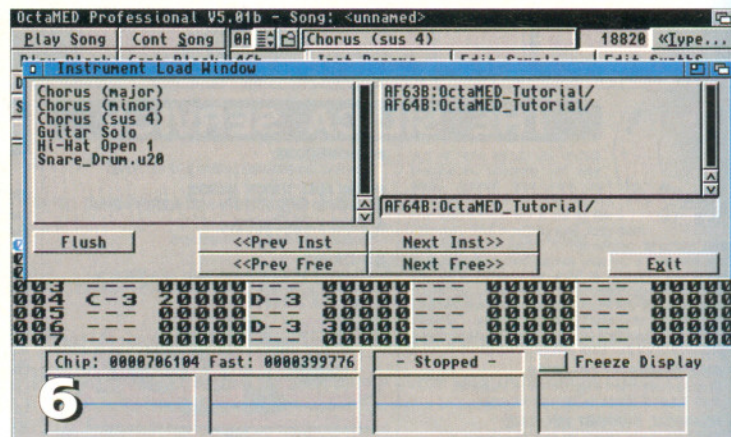 OctaMED Professional V5.01b - Song: <unnamed>
Play Song Cont Song 0A Chorus (sus 4) 18820 «Type...
Instrument Load Window
Chorus (major)
Chorus (minor)
Chorus (sus 4)
Guitar Solo
Hi-Hat Open 1
Snare_Drum.u20
AF63B:OctaMED_Tutorial/
AF64B:OctaMED_Tutorial/
AF64B:OctaMED_Tutorial/
Flush <<Prev Inst Next Inst>>
<<Prev Free Next Free>> Exit
003 --- 00000 --- 00000 --- 00000 --- 00000
004 C-3 20000 D-3 30000 --- 00000 --- 00000
005 --- 00000 --- 00000 --- 00000 --- 00000
006 --- 00000 D-3 30000 --- 00000 --- 00000
007 --- 00000 --- 00000 --- 00000 --- 00000
Chip: 0000706104 Fast: 0000399776 - Stopped - Freeze Display
6